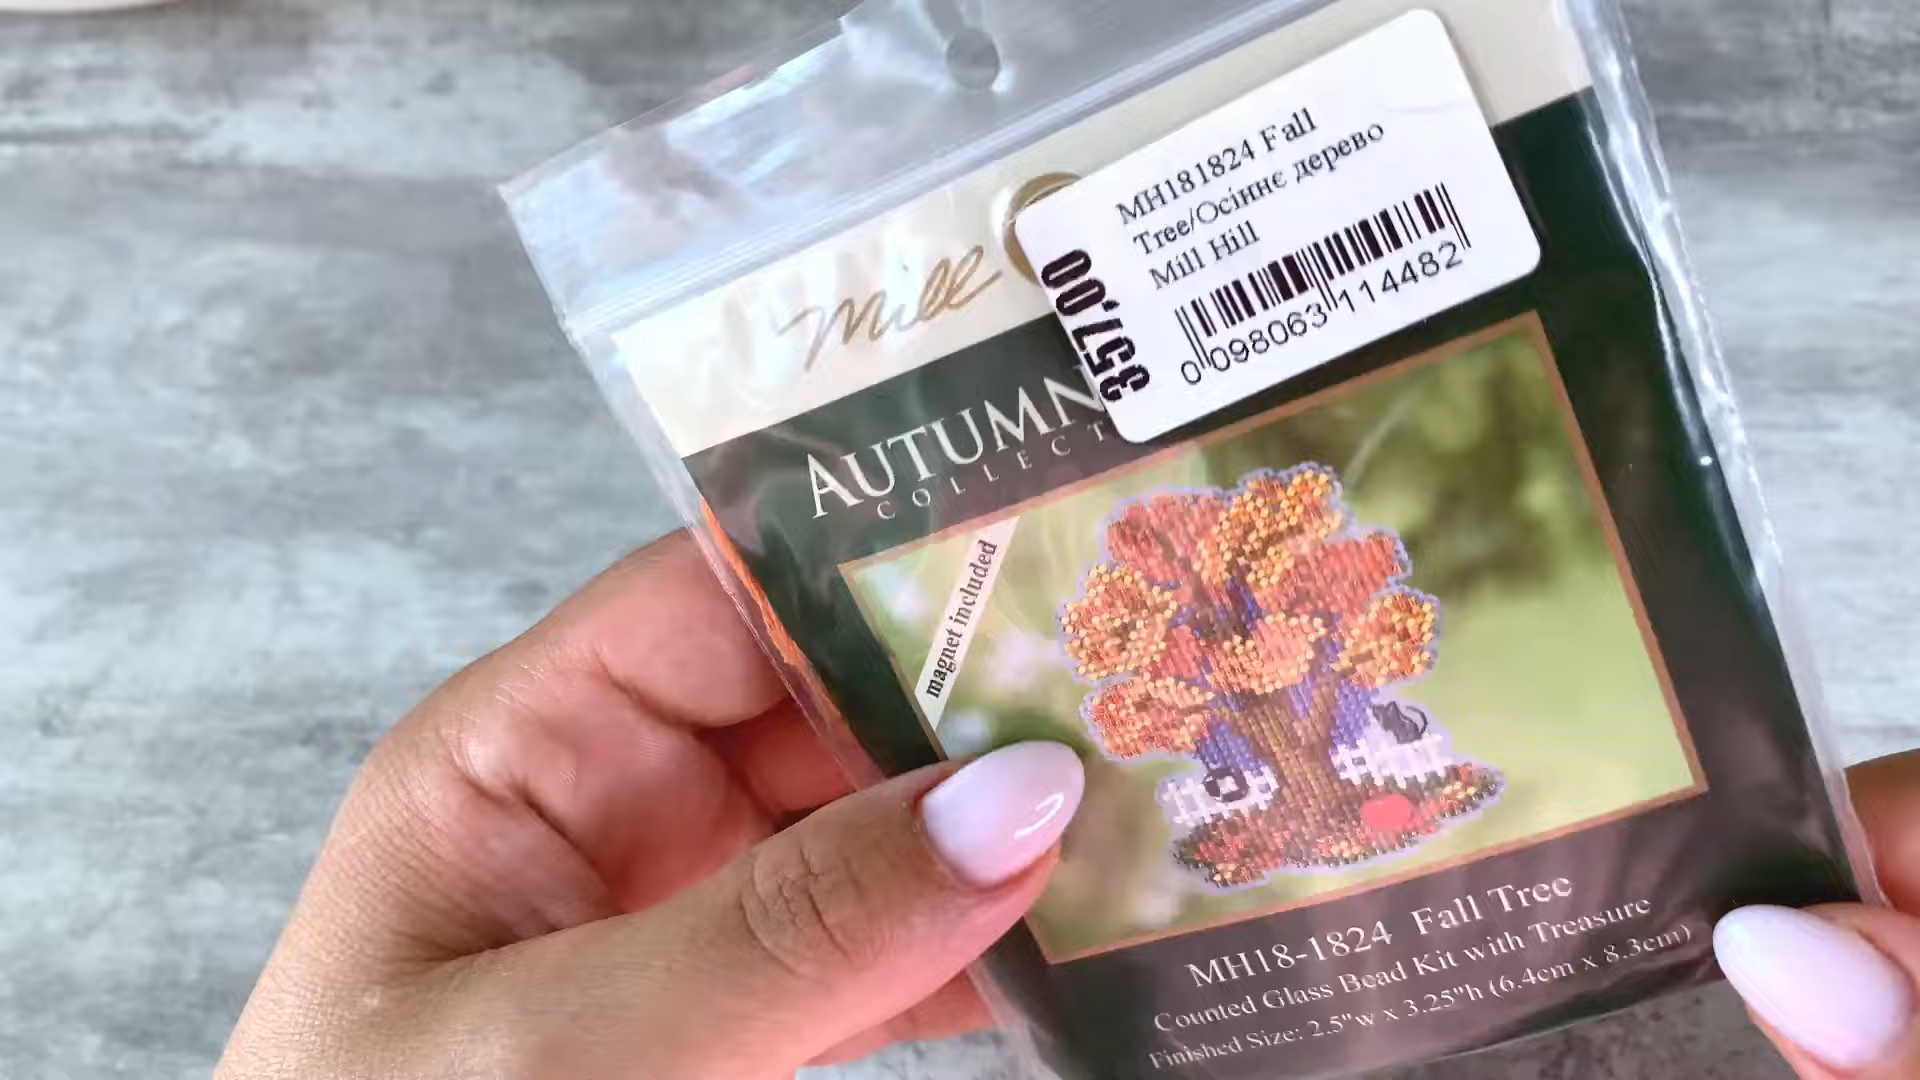 MH181824 Fall
Tree/Осіннє дерево
Mill Hill
357,00
0 098063 114482
Mill
AUTUMN
COLLECT
magnet included
MH18-1824 Fall Tree
Counted Glass Bead Kit with Treasure
Finished Size: 2.5"w x 3.25"h (6.4cm x 8.3cm)